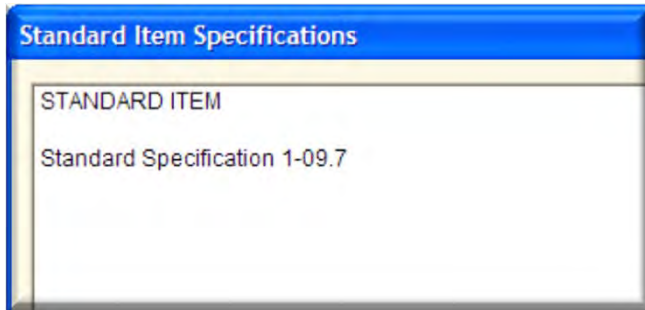 Standard Item Specifications
STANDARD ITEM
Standard Specification 1-09.7